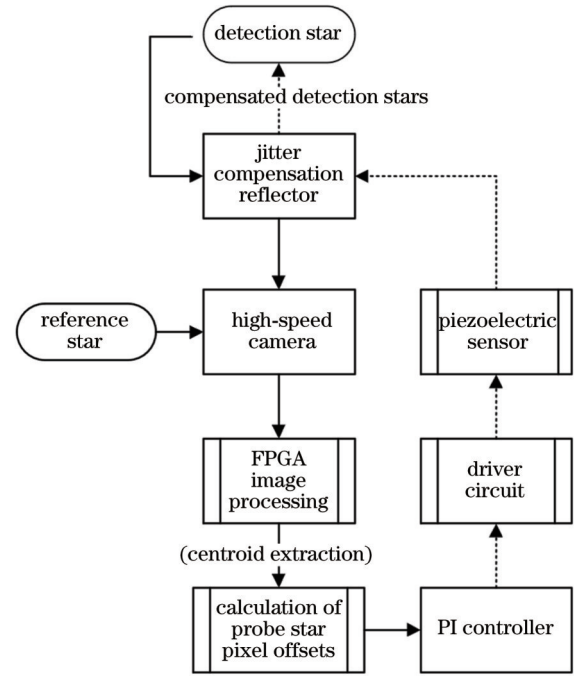 detection star
compensated detection stars
jitter
compensation
reflector
reference
star
high-speed
camera
piezoelectric
sensor
FPGA
image
processing
driver
circuit
(centroid extraction)
calculation of
probe star
pixel offsets
PI controller